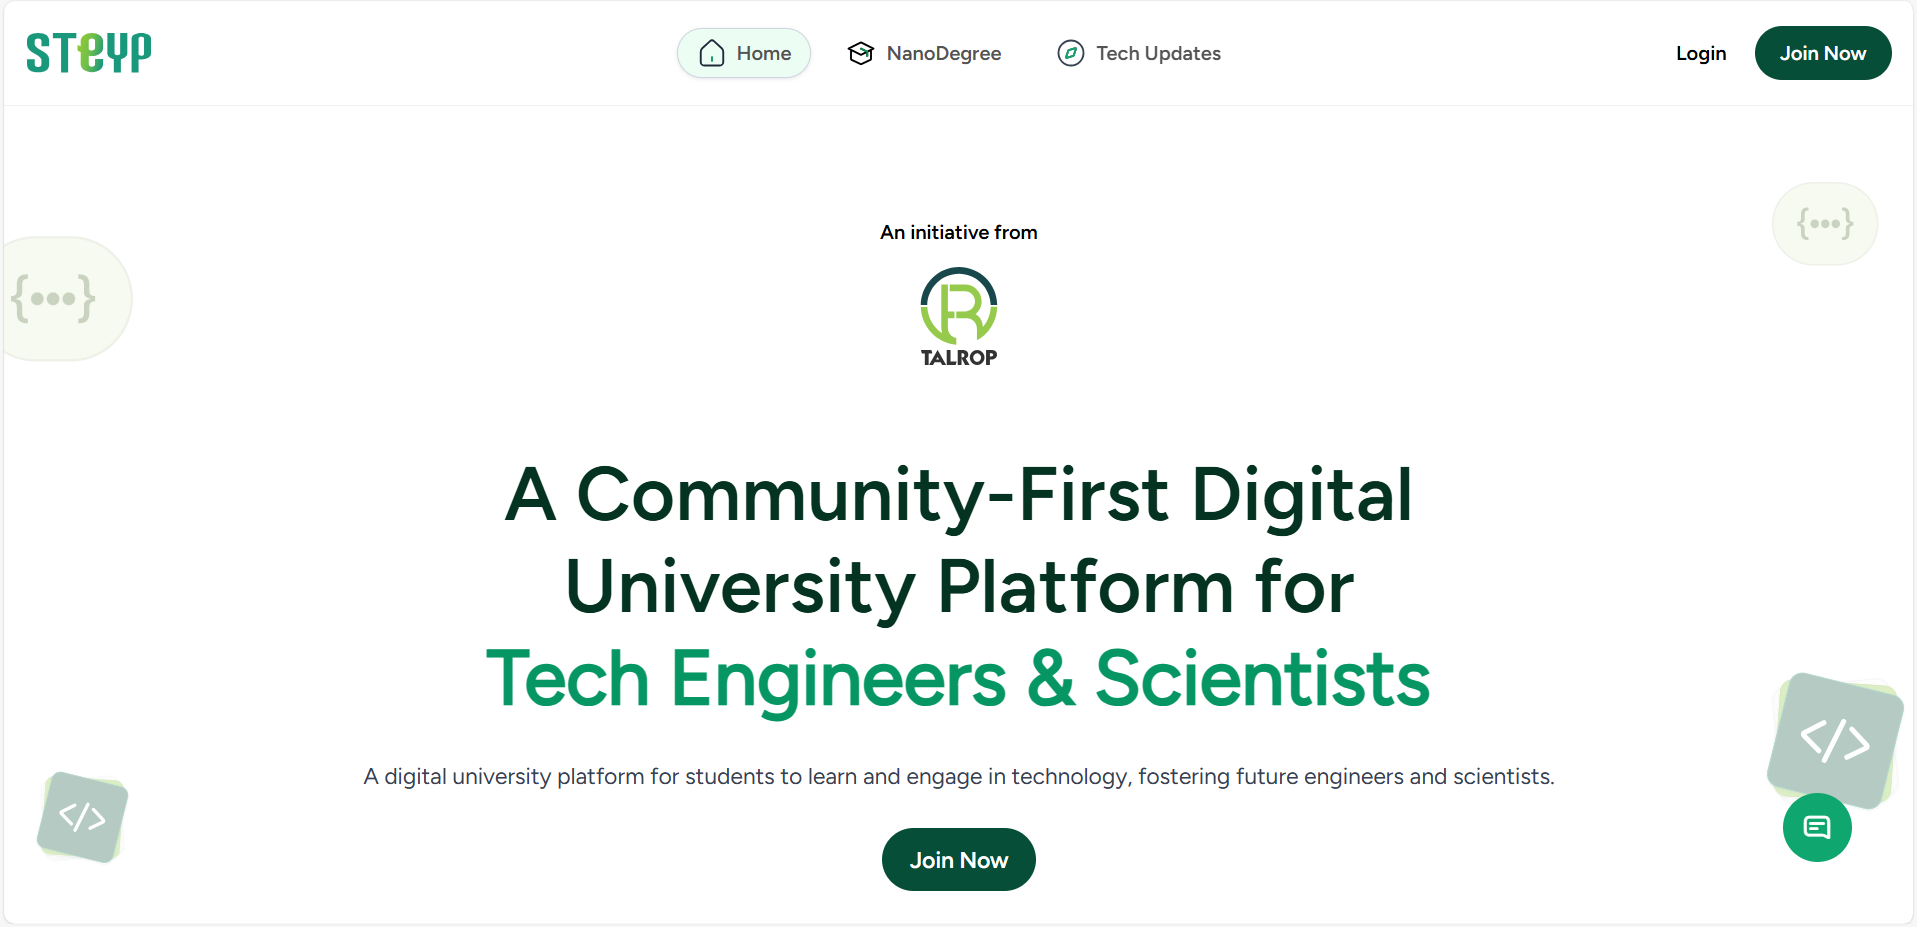 STEYP
Home
NanoDegree
Tech Updates
Login
Join Now
An initiative from
TALROP
{•••}
{•••}
A Community-First Digital
University Platform for
Tech Engineers & Scientists
</>
A digital university platform for students to learn and engage in technology, fostering future engineers and scientists.
</>
Join Now